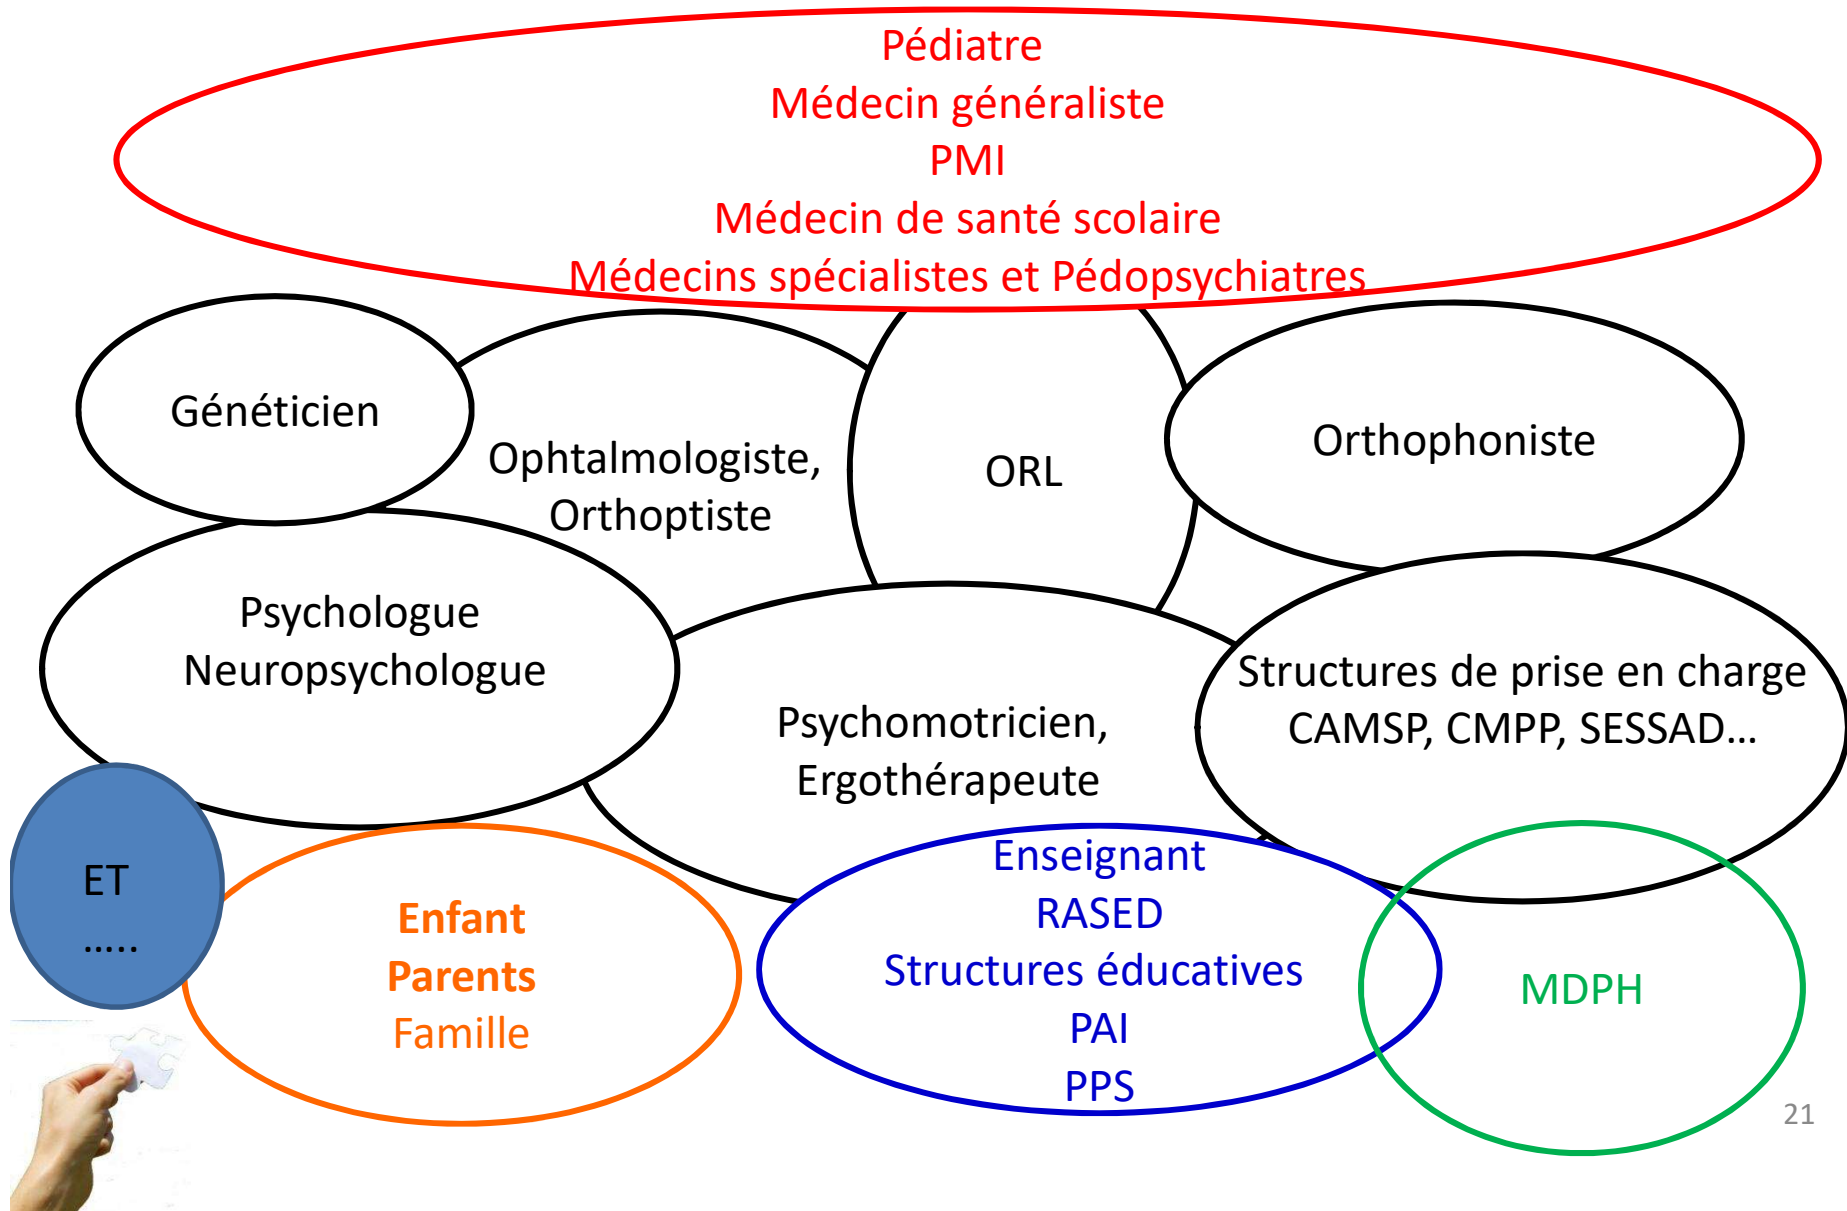 Pédiatre
Médecin généraliste
PMI
Médecin de santé scolaire
Médecins spécialistes et Pédopsychiatres
Généticien
Ophtalmologiste,
Orthoptiste
ORL
Orthophoniste
Psychologue
Neuropsychologue
Psychomotricien,
Ergothérapeute
Structures de prise en charge
CAMSP, CMPP, SESSAD...
ET
.....
Enfant
Parents
Famille
Enseignant
RASED
Structures éducatives
PAI
PPS
MDPH
21